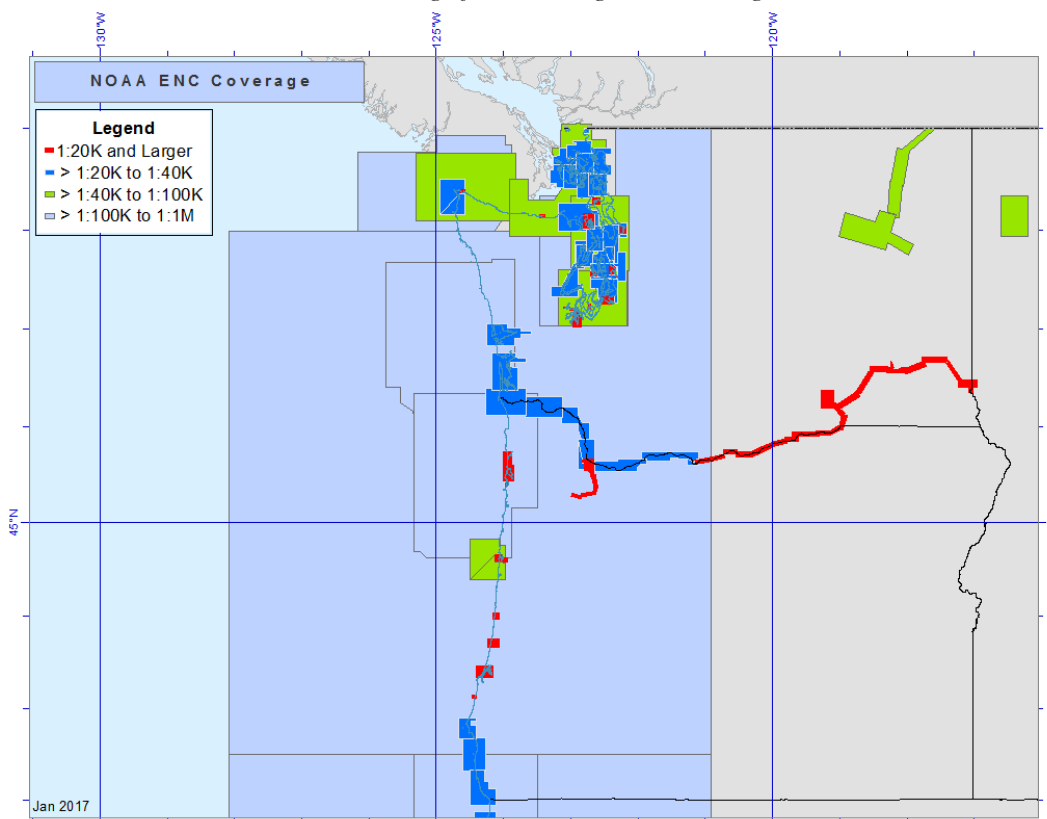 130°W
125°W
120°W
NOAA ENC Coverage
Legend
1:20K and Larger
> 1:20K to 1:40K
> 1:40K to 1:100K
> 1:100K to 1:1M
45°N
Jan 2017